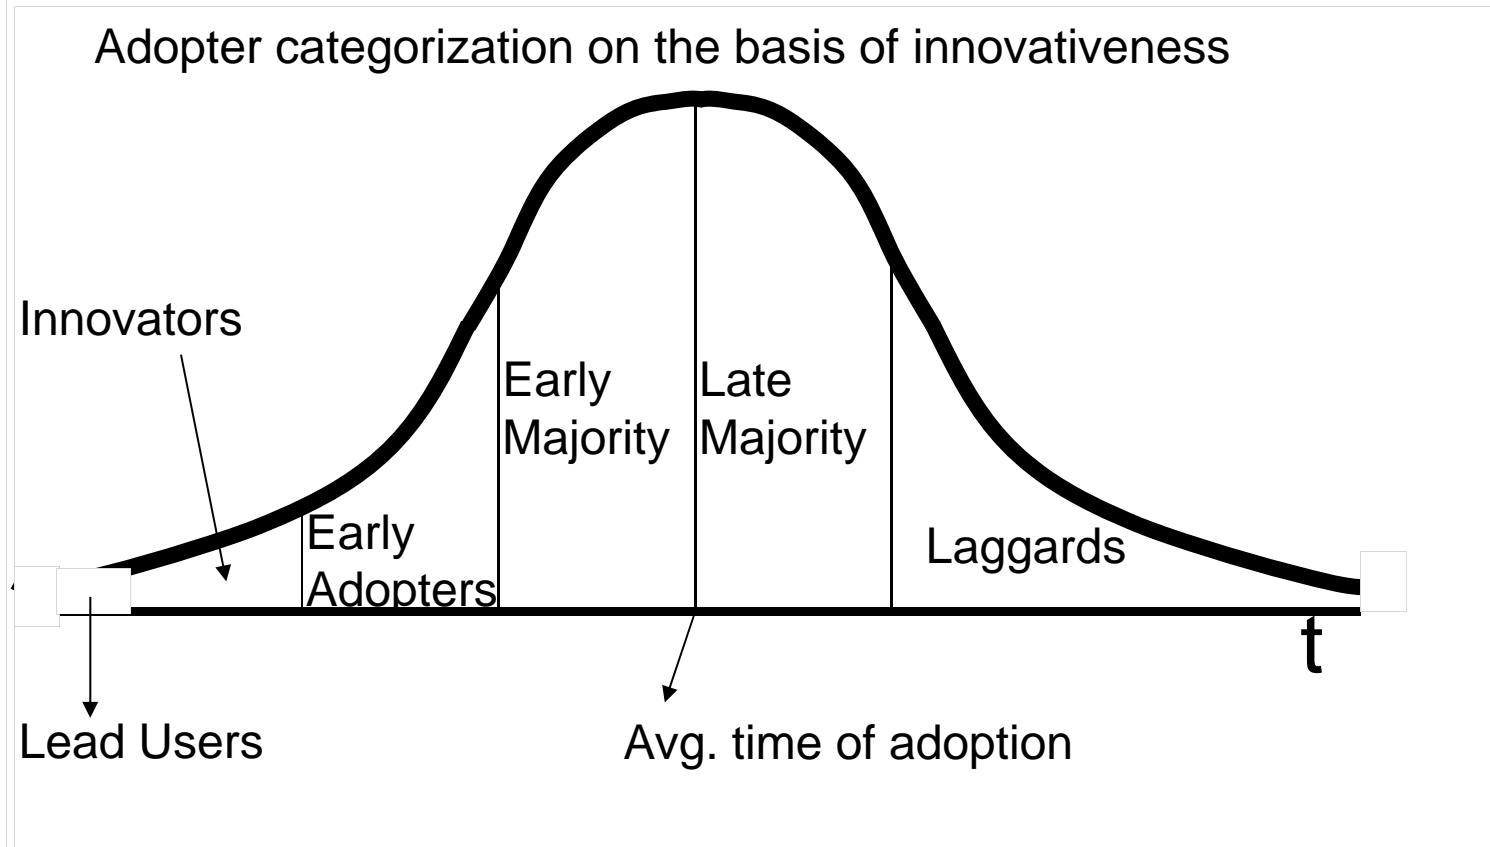 Adopter categorization on the basis of innovativeness
Innovators
Early
Majority
Late
Majority
Early
Adopters
Laggards
t
Lead Users
Avg. time of adoption